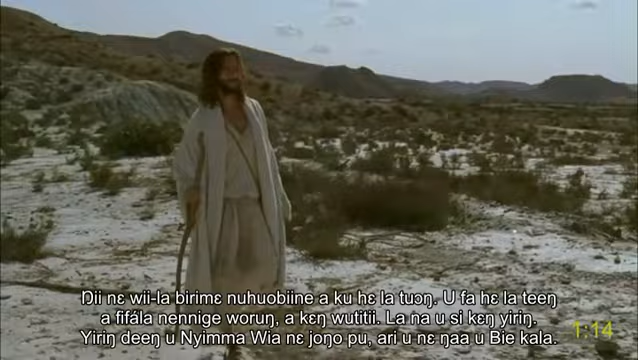 Ŋii nɛ wii-la birimɛ nuhuobiine a ku hɛ la tuɔŋ. U fa hɛ la teeŋ
a fifála nennige woruŋ, a kɛŋ wutitii. La na u si kɛŋ yiriŋ.
Yiriŋ deeŋ u Nyimma Wia nɛ joŋo pu, ari u nɛ ŋaa u Bie kala.
1:14